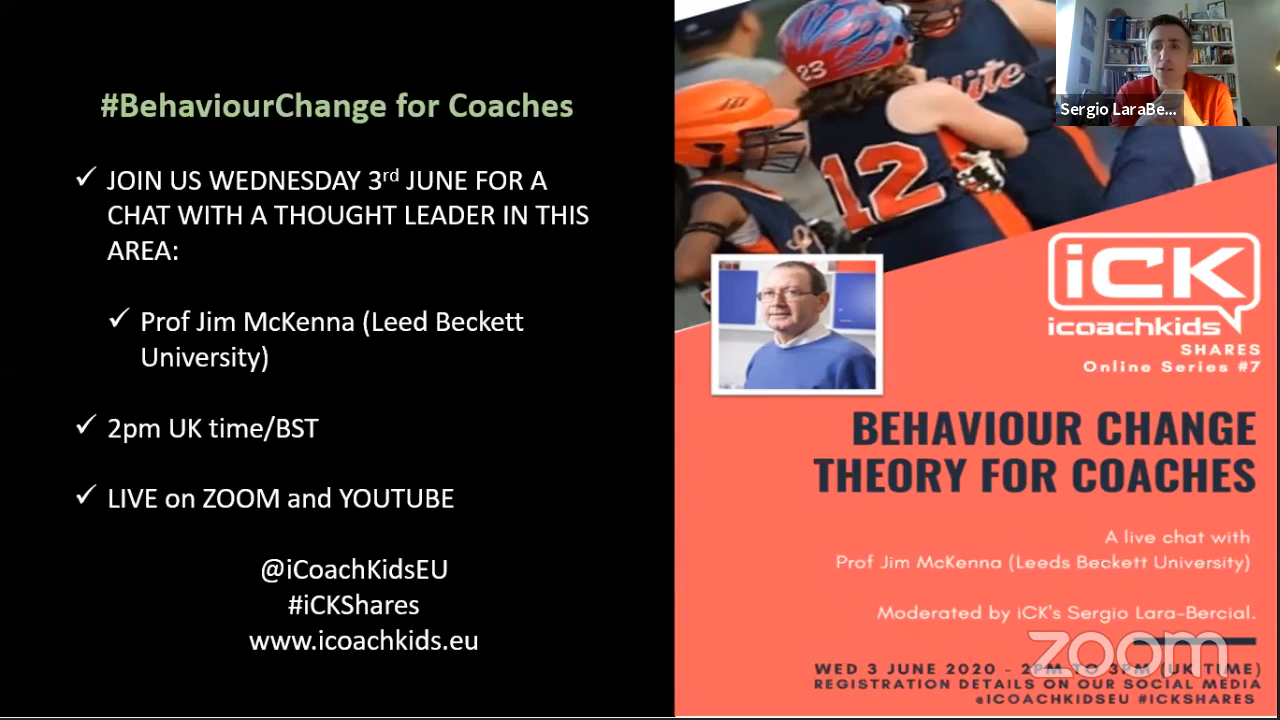 #BehaviourChange for Coaches
✓ JOIN US WEDNESDAY 3rd JUNE FOR A
CHAT WITH A THOUGHT LEADER IN THIS
AREA:
✓ Prof Jim McKenna (Leed Beckett
University)
✓ 2pm UK time/BST
✓ LIVE on ZOOM and YOUTUBE
@iCoachKidsEU
#iCKShares
www.icoachkids.eu
23
12
Sergio LaraBe...
iCK
icoachkids
SHARES
Online Series #7
BEHAVIOUR CHANGE
THEORY FOR COACHES
A live chat with
Prof Jim McKenna (Leeds Beckett University)
Moderated by iCK's Sergio Lara-Bercial.
zoom
WED 3 JUNE 2020 - 2PM TO 3PM (UK TIME)
REGISTRATION DETAILS ON OUR SOCIAL MEDIA
@ICOACHKIDSEU #ICKSHARES